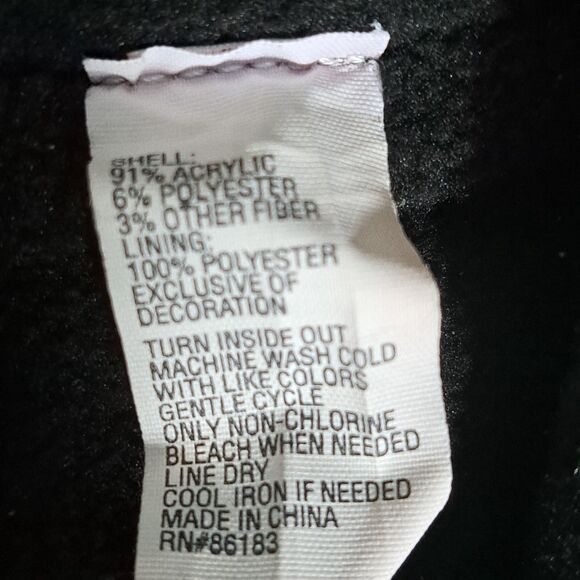 SHELL:
91% ACRYLIC
6% POLYESTER
3% OTHER FIBER
LINING:
100% POLYESTER
EXCLUSIVE OF
DECORATION
TURN INSIDE OUT
MACHINE WASH COLD
WITH LIKE COLORS
GENTLE CYCLE
ONLY NON-CHLORINE
BLEACH WHEN NEEDED
LINE DRY
COOL IRON IF NEEDED
MADE IN CHINA
RN#86183